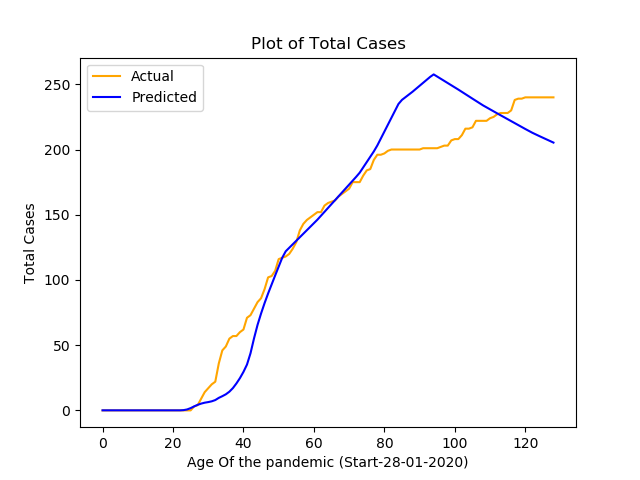 Plot of Total Cases
Actual
Predicted
250
200
150
100
50
0
Total Cases
0 20 40 60 80 100 120
Age Of the pandemic (Start-28-01-2020)